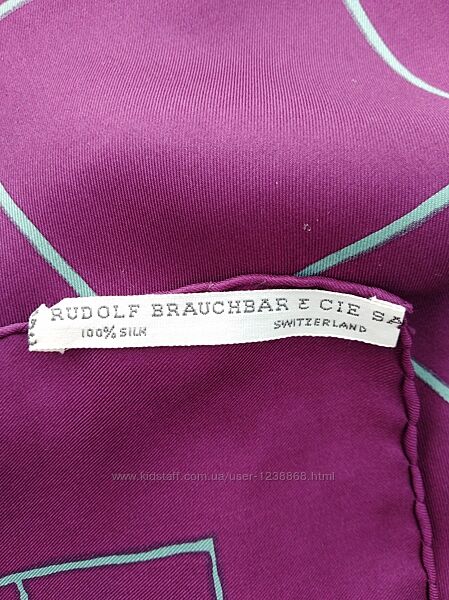 RUDOLF BRAUCHBAR & CIE SA
100% SILK SWITZERLAND
www.kidstaff.com.ua/user-1238868.html